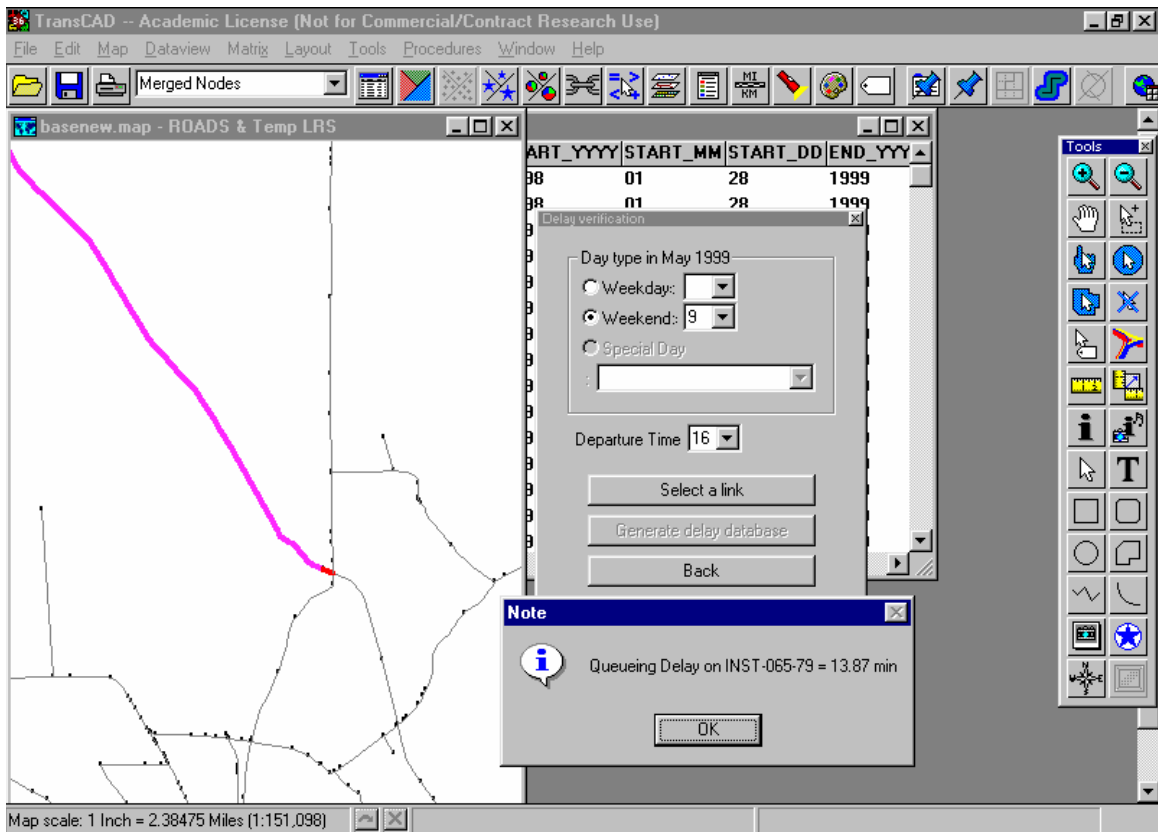 TransCAD -- Academic License (Not for Commercial/Contract Research Use)
File Edit Map Dataview Matrix Layout Tools Procedures Window Help
Merged Nodes
MI
KM
basenew.map - ROADS & Temp LRS
ART_YYYY START_MM START_DD END_YYY
98 01 28 1999
98 01 28 1999
Tools
Delay verification
Day type in May 1999
Weekday:
Weekend: 9
Special Day
:
Departure Time 16
Select a link
Generate delay database
Back
Note
Queueing Delay on INST-065-79 = 13.87 min
OK
Map scale: 1 Inch = 2.38475 Miles (1:151,098)